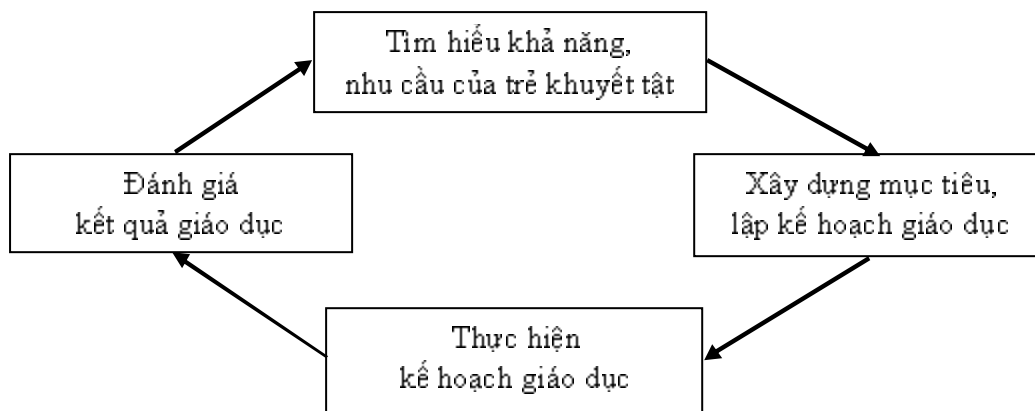 Tìm hiểu khả năng,
nhu cầu của trẻ khuyết tật
Đánh giá
kết quả giáo dục
Xây dựng mục tiêu,
lập kế hoạch giáo dục
Thực hiện
kế hoạch giáo dục